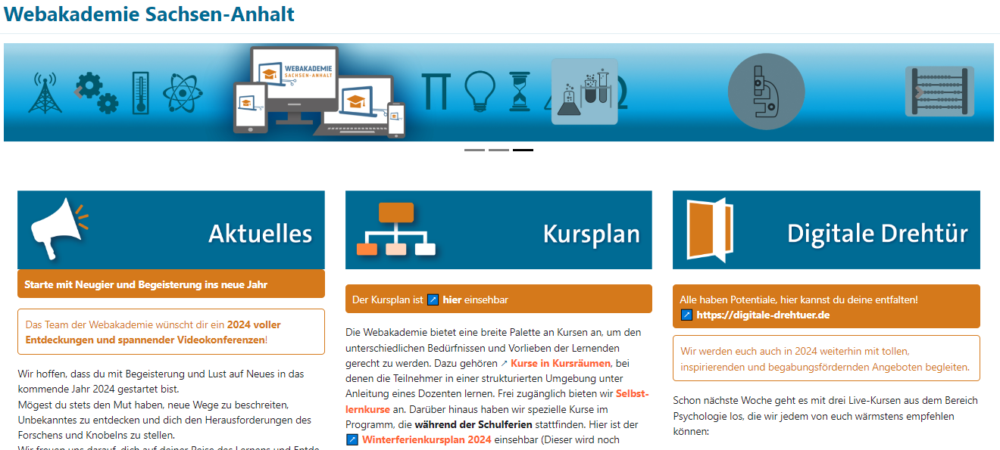 Webakademie Sachsen-Anhalt
WEBAKADEMIE
SACHSEN-ANHALT
Aktuelles
Starte mit Neugier und Begeisterung ins neue Jahr
Das Team der Webakademie wünscht dir ein 2024 voller
Entdeckungen und spannender Videokonferenzen!
Wir hoffen, dass du mit Begeisterung und Lust auf Neues in das
kommende Jahr 2024 gestartet bist.
Mögest du stets den Mut haben, neue Wege zu beschreiten,
Unbekanntes zu entdecken und dich den Herausforderungen des
Forschens und Knobelns zu stellen.
Wir freuen uns darauf, dich auf deiner Reise des Lernens und Entde-
Kursplan
Der Kursplan ist ↗ hier einsehbar
Die Webakademie bietet eine breite Palette an Kursen an, um den
unterschiedlichen Bedürfnissen und Vorlieben der Lernenden
gerecht zu werden. Dazu gehören ↗ Kurse in Kursräumen, bei
denen die Teilnehmer in einer strukturierten Umgebung unter
Anleitung eines Dozenten lernen. Frei zugänglich bieten wir Selbst-
lernkurse an. Darüber hinaus haben wir spezielle Kurse im
Programm, die während der Schulferien stattfinden. Hier ist der
↗ Winterferienkursplan 2024 einsehbar (Dieser wird noch
Digitale Drehtür
Alle haben Potentiale, hier kannst du deine entfalten!
↗ https://digitale-drehtuer.de
Wir werden euch auch in 2024 weiterhin mit tollen,
inspirierenden und begabungsfördernden Angeboten begleiten.
Schon nächste Woche geht es mit drei Live-Kursen aus dem Bereich
Psychologie los, die wir jedem von euch wärmstens empfehlen
können: